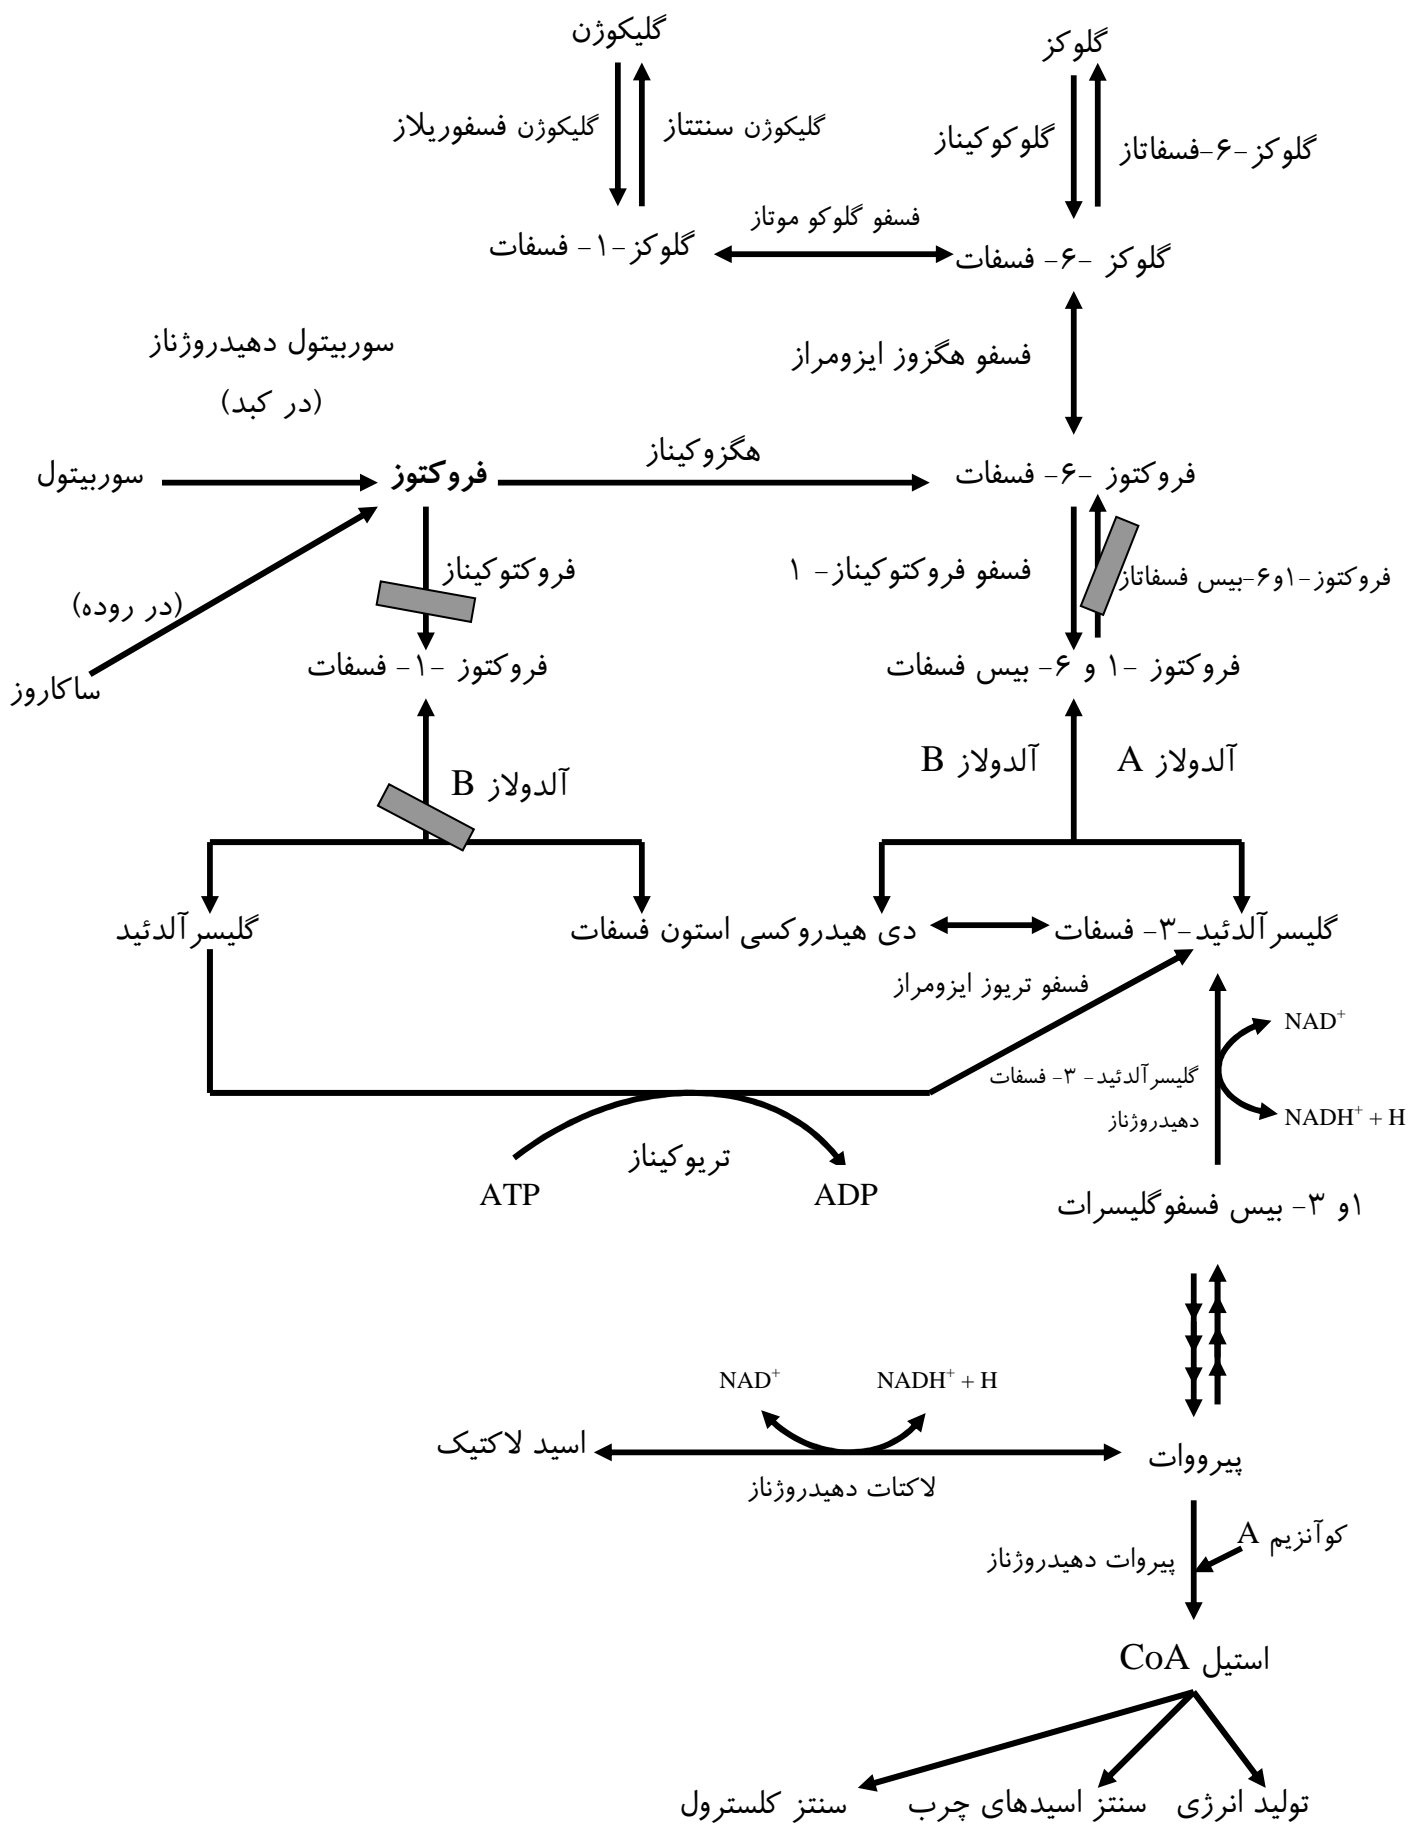 گلیکوژن
گلوکز
گلیکوژن فسفوریلاز
گلیکوژن سنتتاز
گلوکوکیناز
گلوکز-۶-فسفاتاز
فسفو گلوکو موتاز
گلوکز-۱- فسفات
گلوکز -۶- فسفات
سوربیتول دهیدروژناز
(در کبد)
فسفو هگزوز ایزومراز
هگزوکیناز
سوربیتول
فروکتوز
فروکتوز -۶- فسفات
فروکتوکیناز
فسفو فروکتوکیناز- ۱
فروکتوز-۱و۶-بیس فسفاتاز
(در روده)
ساکاروز
فروکتوز -۱- فسفات
فروکتوز -۱ و ۶- بیس فسفات
آلدولاز B
آلدولاز B
آلدولاز A
گلیسرآلدئید
دی هیدروکسی استون فسفات
گلیسرآلدئید-۳- فسفات
فسفو تریوز ایزومراز
NAD⁺
گلیسرآلدئید- ۳- فسفات
دهیدروژناز
NADH⁺ + H
تریوکیناز
ATP
ADP
۱و ۳- بیس فسفوگلیسرات
NAD⁺
NADH⁺ + H
اسید لاکتیک
پیرووات
لاکتات دهیدروژناز
کوآنزیم A
پیروات دهیدروژناز
استیل CoA
تولید انرژی
سنتز اسیدهای چرب
سنتز کلسترول